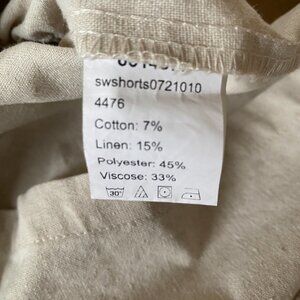 swshorts0721010
4476
Cotton: 7%
Linen: 15%
Polyester: 45%
Viscose: 33%
30°